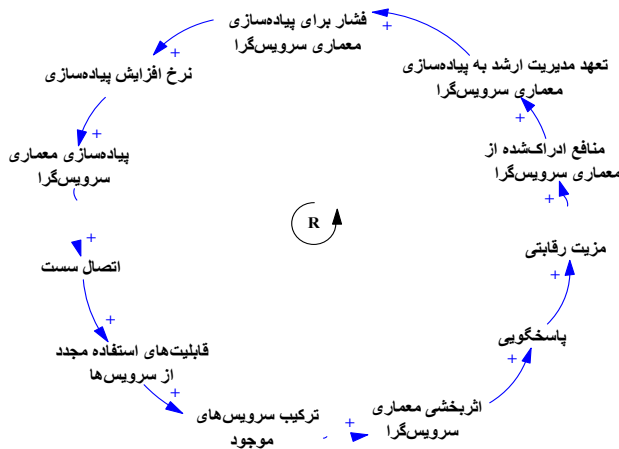 فشار برای پیاده‌سازی
معماری سرویس‌گرا
+
تعهد مدیریت ارشد به پیاده‌سازی
معماری سرویس‌گرا
+
منافع ادراک‌شده از
معماری سرویس‌گرا
+
مزیت رقابتی
+
پاسخگویی
+
اثربخشی معماری
سرویس‌گرا
+
ترکیب سرویس‌های
موجود
+
قابلیت‌های استفاده مجدد
از سرویس‌ها
+
اتصال سست
+
پیاده‌سازی معماری
سرویس‌گرا
+
نرخ افزایش پیاده‌سازی
+
R